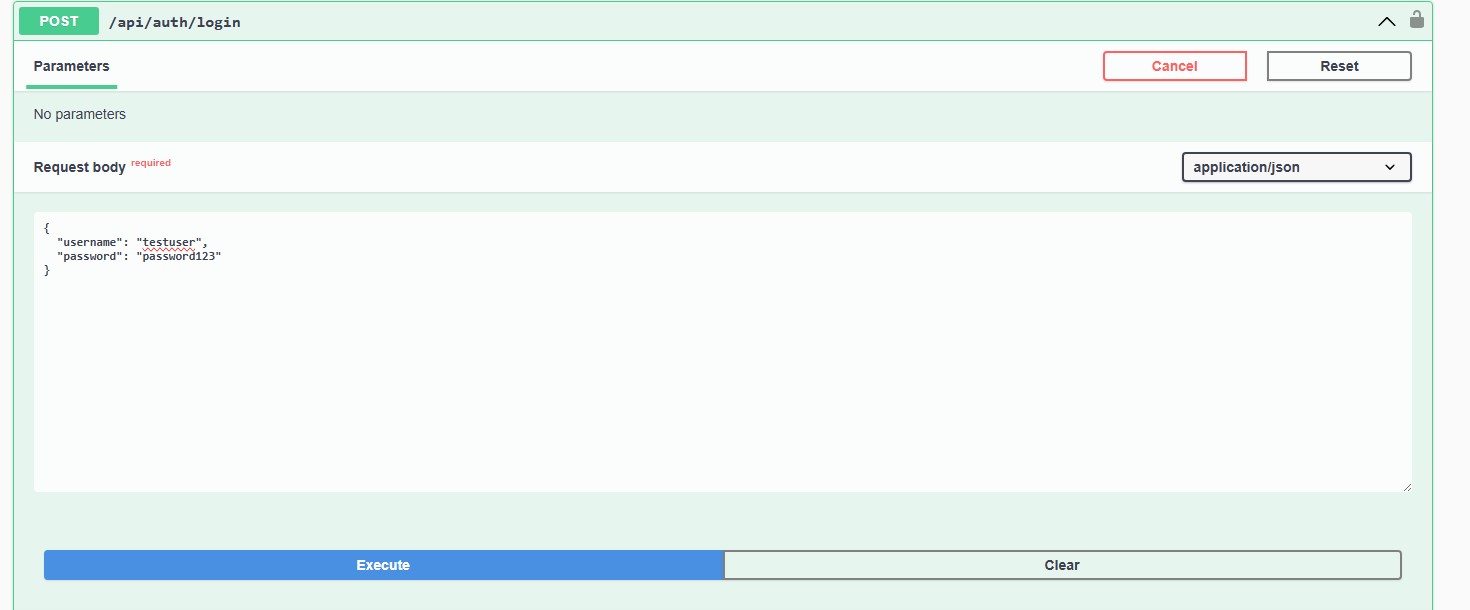 POST /api/auth/login
Parameters Cancel Reset
No parameters
Request body required application/json
{
  "username": "testuser",
  "password": "password123"
}
Execute Clear